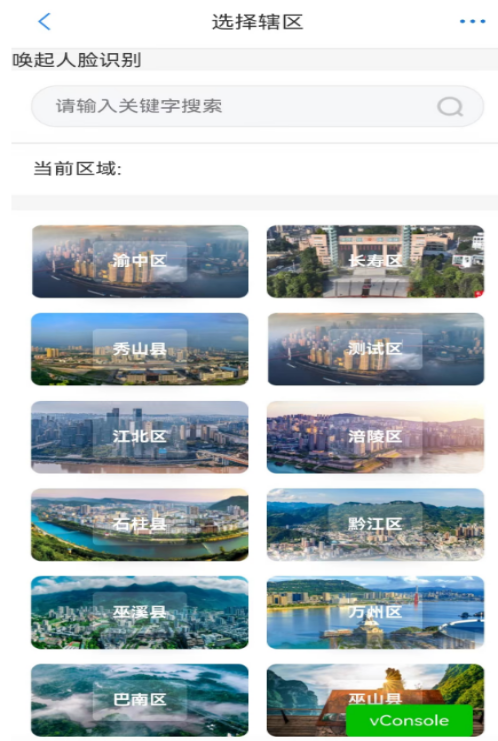 选择辖区
唤起人脸识别
请输入关键字搜索
当前区域:
渝中区
长寿区
秀山县
测试区
江北区
涪陵区
石柱县
黔江区
巫溪县
万州区
巴南区
巫山县
vConsole